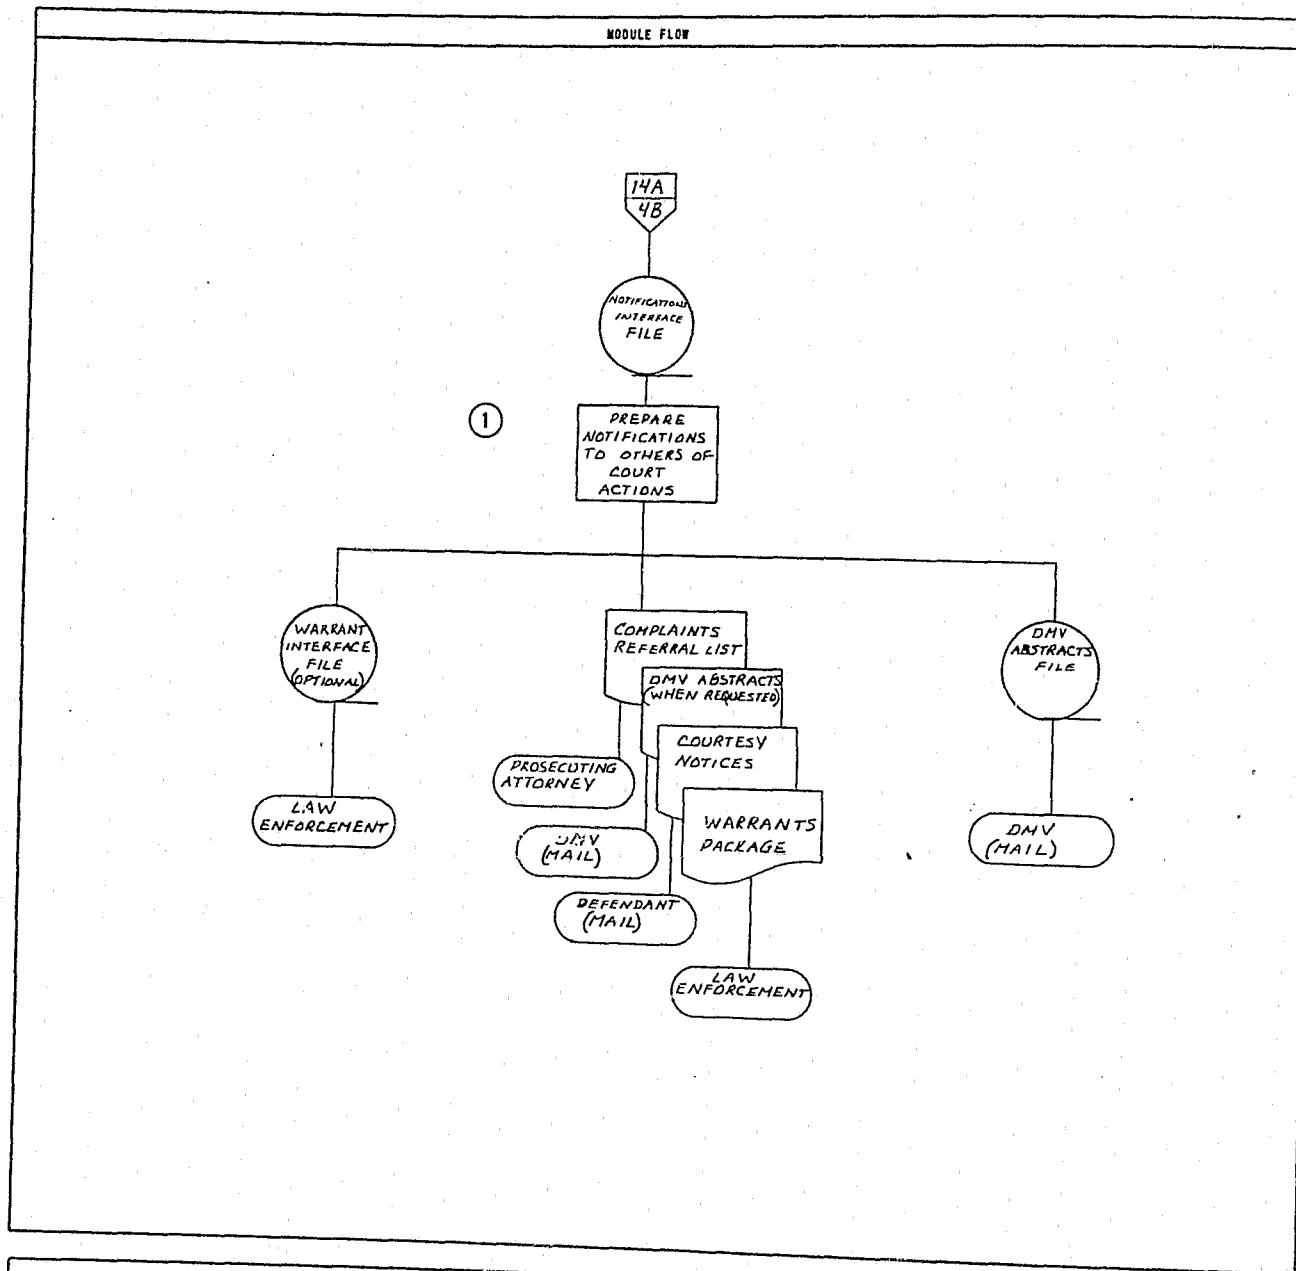 MODULE FLOW
14A
4B
NOTIFICATIONS
INTERFACE
FILE
1
PREPARE
NOTIFICATIONS
TO OTHERS OF
COURT
ACTIONS
WARRANT
INTERFACE
FILE
(OPTIONAL)
LAW
ENFORCEMENT
COMPLAINTS
REFERRAL LIST
DMV ABSTRACTS
(WHEN REQUESTED)
COURTESY
NOTICES
WARRANTS
PACKAGE
PROSECUTING
ATTORNEY
DMV
(MAIL)
DEFENDANT
(MAIL)
LAW
ENFORCEMENT
DMV
ABSTRACTS
FILE
DMV
(MAIL)